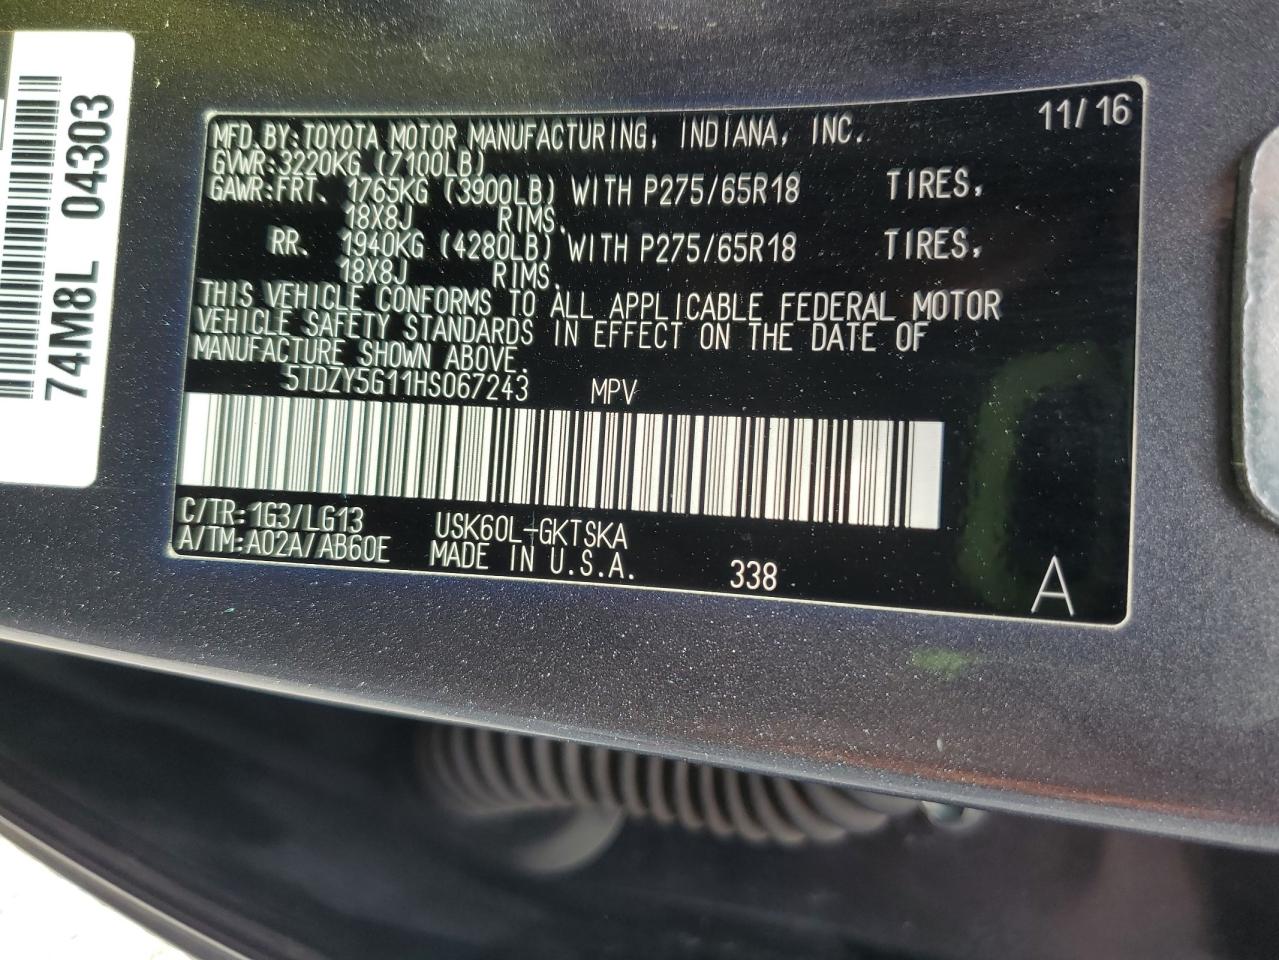 74M8L 04303
11/16
MFD.BY:TOYOTA MOTOR MANUFACTURING, INDIANA, INC.
GVWR:3220KG (7100LB)
GAWR:FRT. 1765KG (3900LB) WITH P275/65R18 TIRES,
18X8J RIMS.
RR. 1940KG (4280LB) WITH P275/65R18 TIRES,
18X8J RIMS.
THIS VEHICLE CONFORMS TO ALL APPLICABLE FEDERAL MOTOR
VEHICLE SAFETY STANDARDS IN EFFECT ON THE DATE OF
MANUFACTURE SHOWN ABOVE.
5TDZY5G11HS067243 MPV
C/TR:1G3/LG13 USK60L-GKTSKA
A/TM:A02A/AB60E MADE IN U.S.A. 338
A